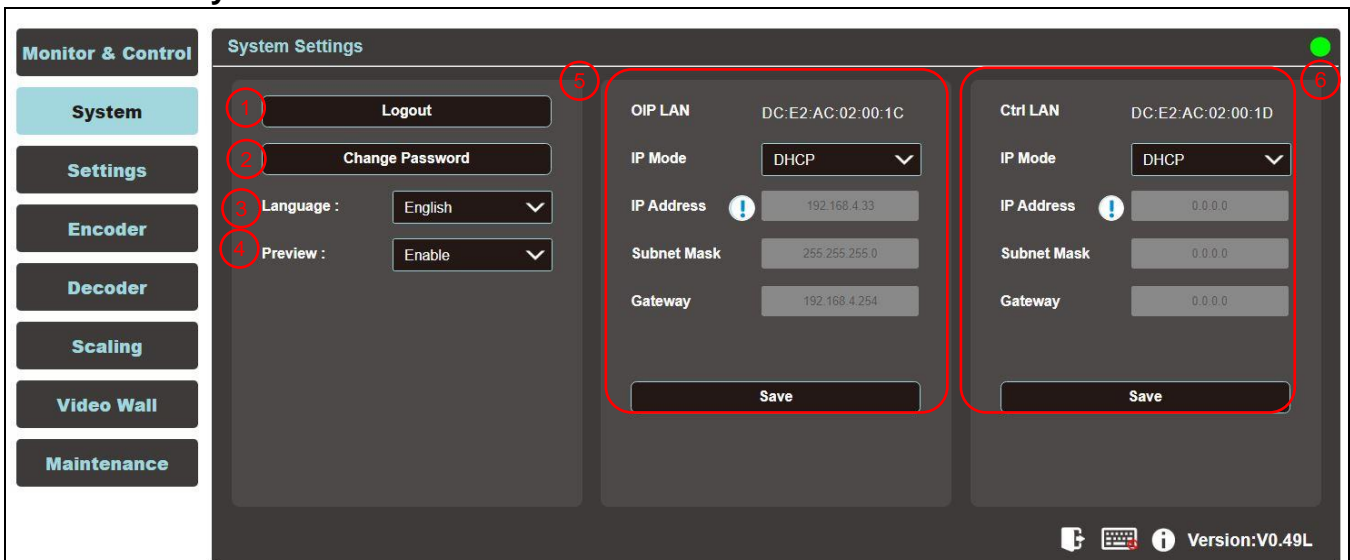 Monitor & Control
System
Settings
Encoder
Decoder
Scaling
Video Wall
Maintenance
System Settings
1 Logout
2 Change Password
3 Language : English
4 Preview : Enable
5
OIP LAN DC:E2:AC:02:00:1C
IP Mode DHCP
IP Address 192.168.4.33
Subnet Mask 255.255.255.0
Gateway 192.168.4.254
Save
6
Ctrl LAN DC:E2:AC:02:00:1D
IP Mode DHCP
IP Address 0.0.0.0
Subnet Mask 0.0.0.0
Gateway 0.0.0.0
Save
Version:V0.49L